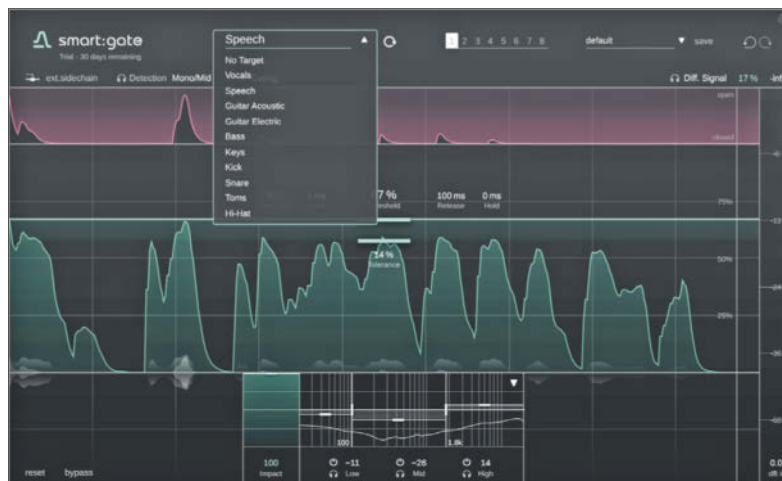 smart:gate
Trial - 30 days remaining
Speech
1 2 3 4 5 6 7 8
default
save
ext.sidechain
Detection Mono/Mid
Diff. Signal 17 %
No Target
Vocals
Speech
Guitar Acoustic
Guitar Electric
Bass
Keys
Kick
Snare
Toms
Hi-Hat
open
closed
100 ms
Release
0 ms
Hold
14 %
Tolerance
75%
50%
25%
100
1.8k
100
Impact
-11
Low
-26
Mid
14
High
reset
bypass